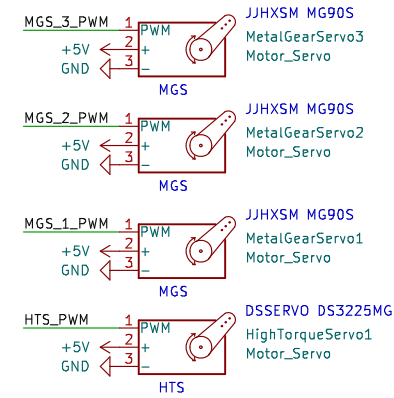 JJHXSM MG90S
MGS_3_PWM 1 PWM MetalGearServo3
+5V 2 + Motor_Servo
GND 3 -
MGS
JJHXSM MG90S
MGS_2_PWM 1 PWM MetalGearServo2
+5V 2 + Motor_Servo
GND 3 -
MGS
JJHXSM MG90S
MGS_1_PWM 1 PWM MetalGearServo1
+5V 2 + Motor_Servo
GND 3 -
MGS
DSSERVO DS3225MG
HTS_PWM 1 PWM HighTorqueServo1
+5V 2 + Motor_Servo
GND 3 -
HTS